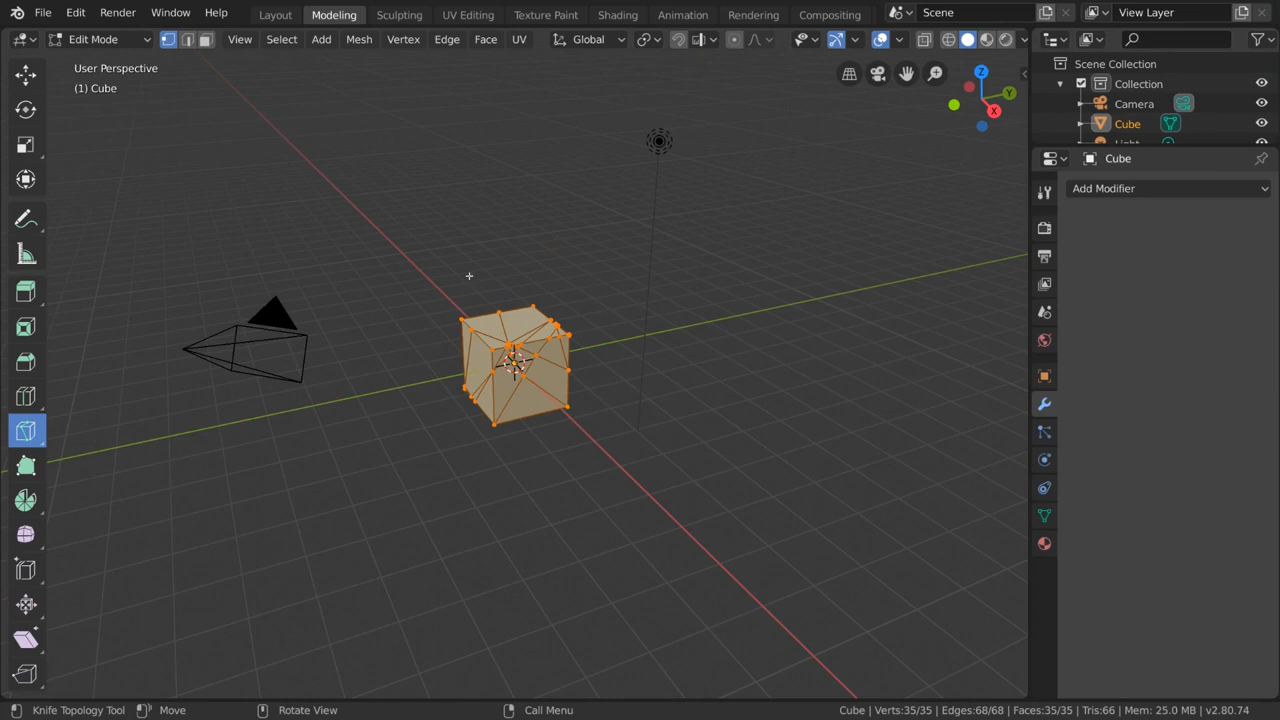 File Edit Render Window Help Layout Modeling Sculpting UV Editing Texture Paint Shading Animation Rendering Compositing Scene View Layer
Edit Mode View Select Add Mesh Vertex Edge Face UV Global
User Perspective
(1) Cube
Z
Y
X
Scene Collection
Collection
Camera
Cube
Light
Cube
Add Modifier
Knife Topology Tool Move Rotate View Call Menu Cube | Verts:35/35 | Edges:68/68 | Faces:35/35 | Tris:66 | Mem: 25.0 MB | v2.80.74